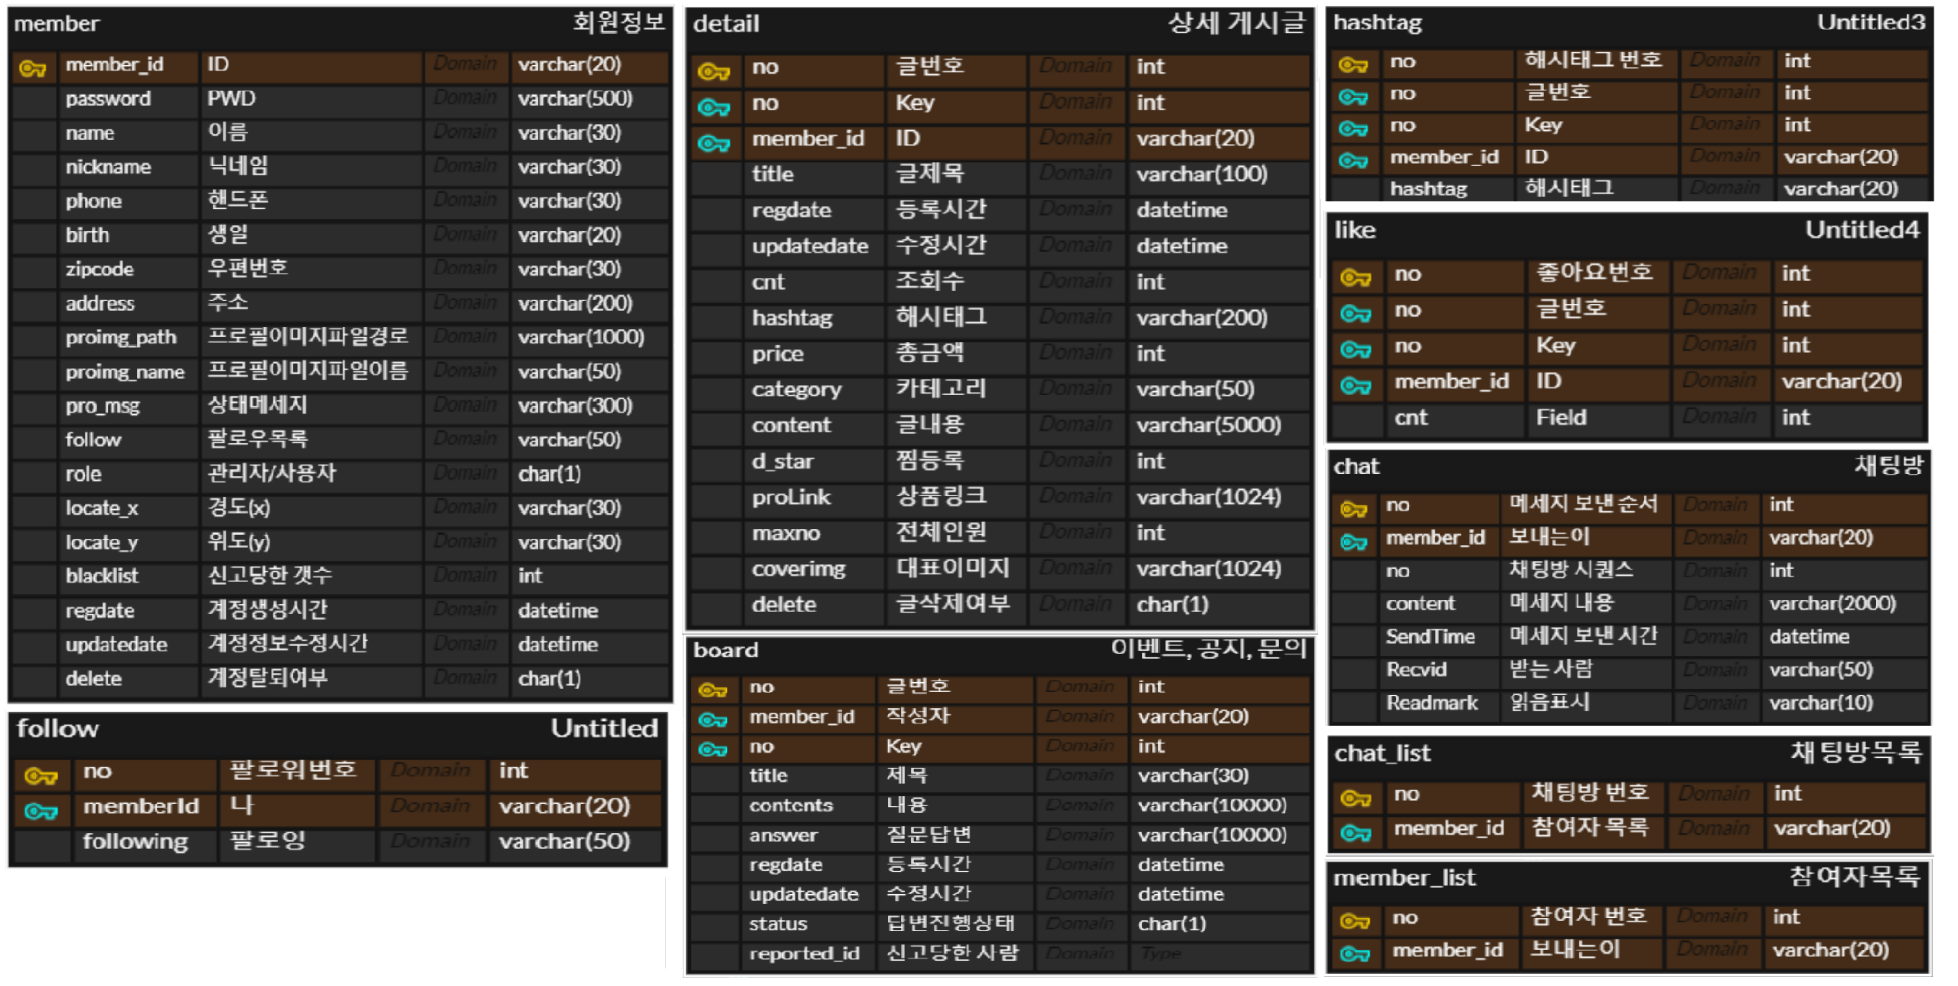 member 회원정보
member_id ID Domain varchar(20)
password PWD Domain varchar(500)
name 이름 Domain varchar(30)
nickname 닉네임 Domain varchar(30)
phone 핸드폰 Domain varchar(30)
birth 생일 Domain varchar(20)
zipcode 우편번호 Domain varchar(30)
address 주소 Domain varchar(200)
proimg_path 프로필이미지파일경로 Domain varchar(1000)
proimg_name 프로필이미지파일이름 Domain varchar(50)
pro_msg 상태메세지 Domain varchar(300)
follow 팔로우목록 Domain varchar(50)
role 관리자/사용자 Domain char(1)
locate_x 경도(x) Domain varchar(30)
locate_y 위도(y) Domain varchar(30)
blacklist 신고당한 갯수 Domain int
regdate 계정생성시간 Domain datetime
updatedate 계정정보수정시간 Domain datetime
delete 계정탈퇴여부 Domain char(1)
follow Untitled
no 팔로워번호 Domain int
memberId 나 Domain varchar(20)
following 팔로잉 Domain varchar(50)
detail 상세 게시글
no 글번호 Domain int
no Key Domain int
member_id ID Domain varchar(20)
title 글제목 Domain varchar(100)
regdate 등록시간 Domain datetime
updatedate 수정시간 Domain datetime
cnt 조회수 Domain int
hashtag 해시태그 Domain varchar(200)
price 총금액 Domain int
category 카테고리 Domain varchar(50)
content 글내용 Domain varchar(5000)
d_star 찜등록 Domain int
proLink 상품링크 Domain varchar(1024)
maxno 전체인원 Domain int
coverimg 대표이미지 Domain varchar(1024)
delete 글삭제여부 Domain char(1)
board 이벤트, 공지, 문의
no 글번호 Domain int
member_id 작성자 Domain varchar(20)
no Key Domain int
title 제목 Domain varchar(30)
contents 내용 Domain varchar(10000)
answer 질문답변 Domain varchar(10000)
regdate 등록시간 Domain datetime
updatedate 수정시간 Domain datetime
status 답변진행상태 Domain char(1)
reported_id 신고당한 사람 Domain Type
hashtag Untitled3
no 해시태그 번호 Domain int
no 글번호 Domain int
no Key Domain int
member_id ID Domain varchar(20)
hashtag 해시태그 Domain varchar(20)
like Untitled4
no 좋아요번호 Domain int
no 글번호 Domain int
no Key Domain int
member_id ID Domain varchar(20)
cnt Field Domain int
chat 채팅방
no 메세지 보낸 순서 Domain int
member_id 보내는이 Domain varchar(20)
no 채팅방 시퀀스 Domain int
content 메세지 내용 Domain varchar(2000)
SendTime 메세지 보낸 시간 Domain datetime
Recvid 받는 사람 Domain varchar(50)
Readmark 읽음표시 Domain varchar(10)
chat_list 채팅방목록
no 채팅방 번호 Domain int
member_id 참여자 목록 Domain varchar(20)
member_list 참여자목록
no 참여자 번호 Domain int
member_id 보내는이 Domain varchar(20)